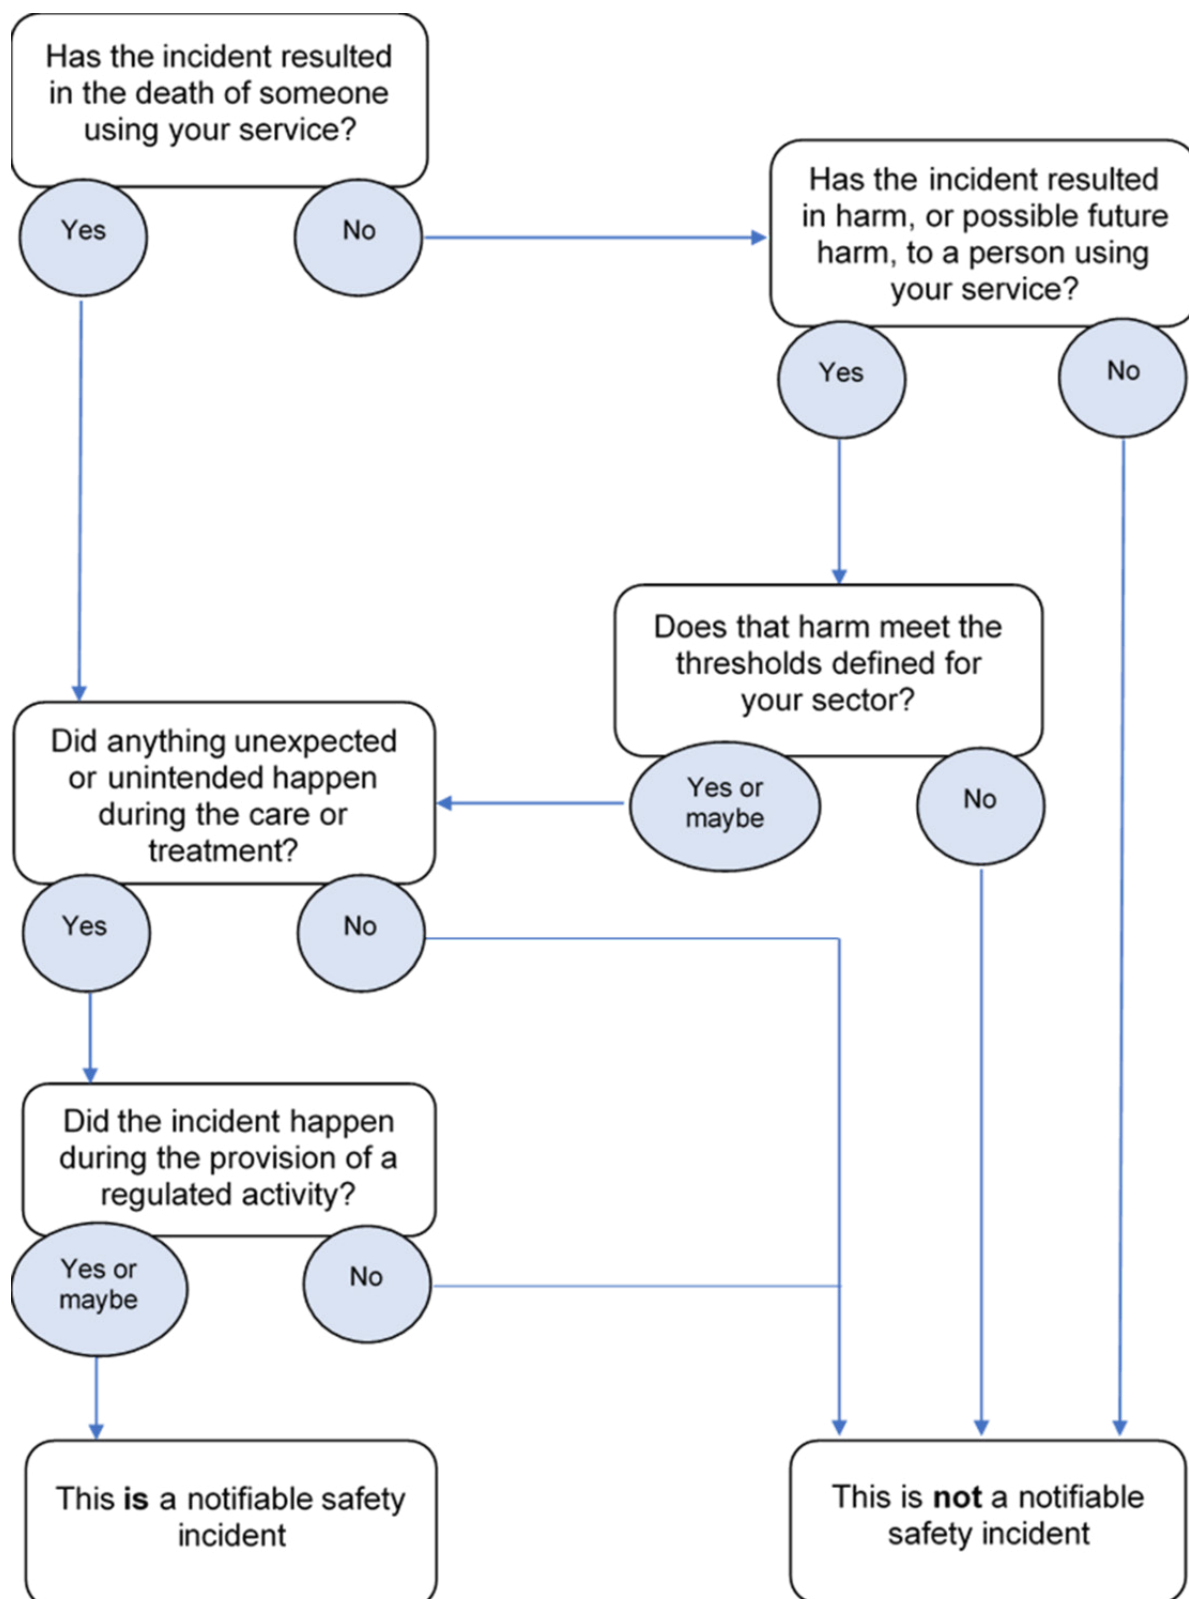 Has the incident resulted
in the death of someone
using your service?
Yes
No
Has the incident resulted
in harm, or possible future
harm, to a person using
your service?
Yes
No
Does that harm meet the
thresholds defined for
your sector?
Yes or
maybe
No
Did anything unexpected
or unintended happen
during the care or
treatment?
Yes
No
Did the incident happen
during the provision of a
regulated activity?
Yes or
maybe
No
This is a notifiable safety
incident
This is not a notifiable
safety incident